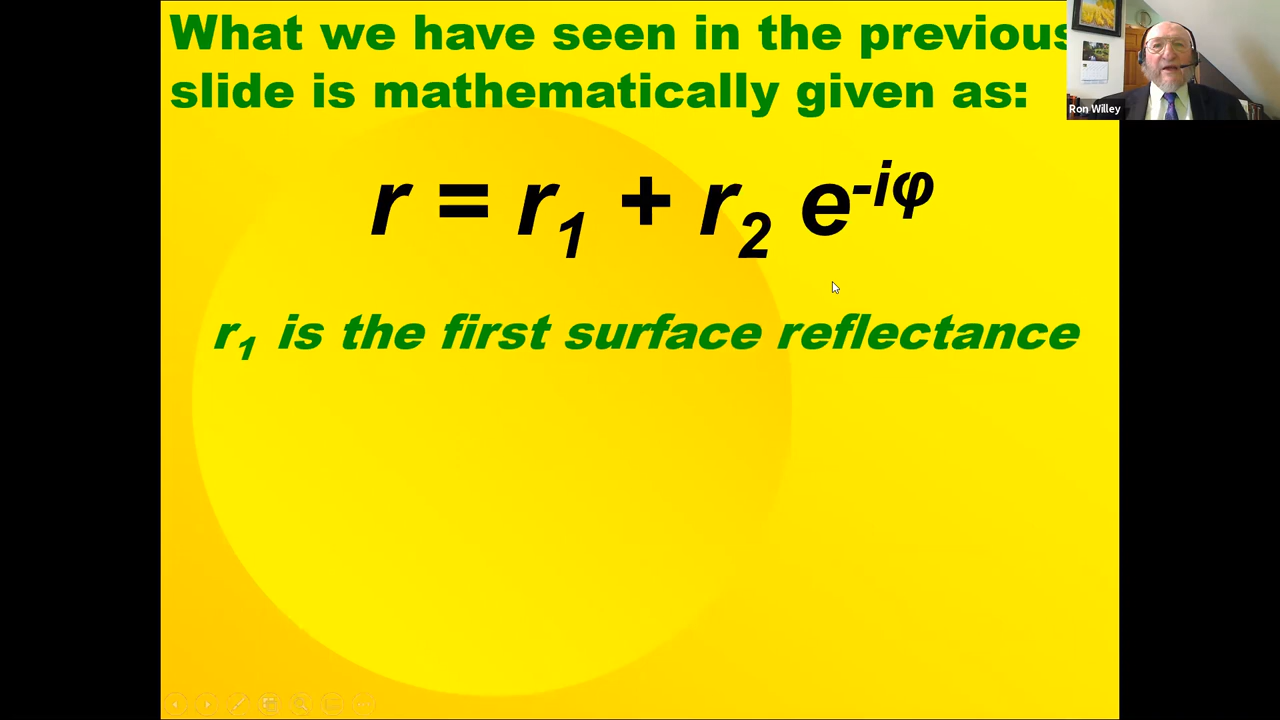 What we have seen in the previous
slide is mathematically given as:
r = r₁ + r₂ e^-iφ
r₁ is the first surface reflectance
Ron Willey